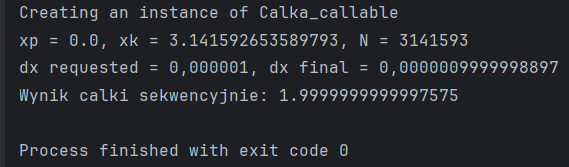 Creating an instance of Calka_callable
xp = 0.0, xk = 3.141592653589793, N = 3141593
dx requested = 0,000001, dx final = 0,0000009999998897
Wynik calki sekwencyjnie: 1.9999999999997575
Process finished with exit code 0